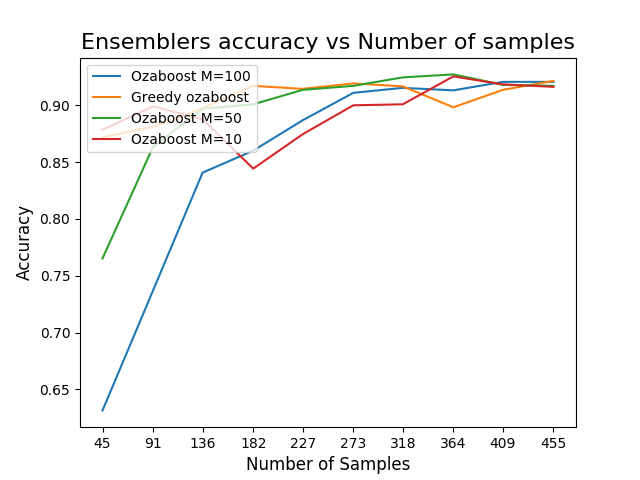 Ensemblers accuracy vs Number of samples
Ozaboost M=100
Greedy ozaboost
Ozaboost M=50
Ozaboost M=10
Accuracy
0.90
0.85
0.80
0.75
0.70
0.65
45 91 136 182 227 273 318 364 409 455
Number of Samples